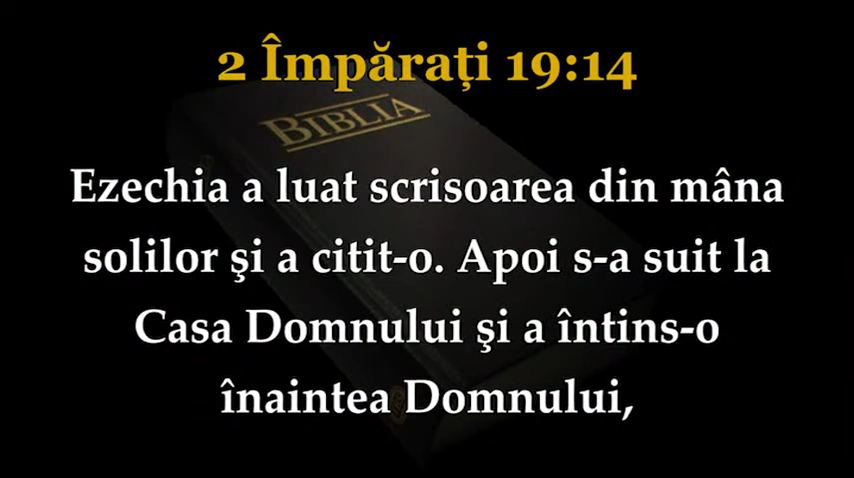 2 Împărați 19:14
BIBLIA
Ezechia a luat scrisoarea din mâna
solilor şi a citit-o. Apoi s-a suit la
Casa Domnului şi a întins-o
înaintea Domnului,